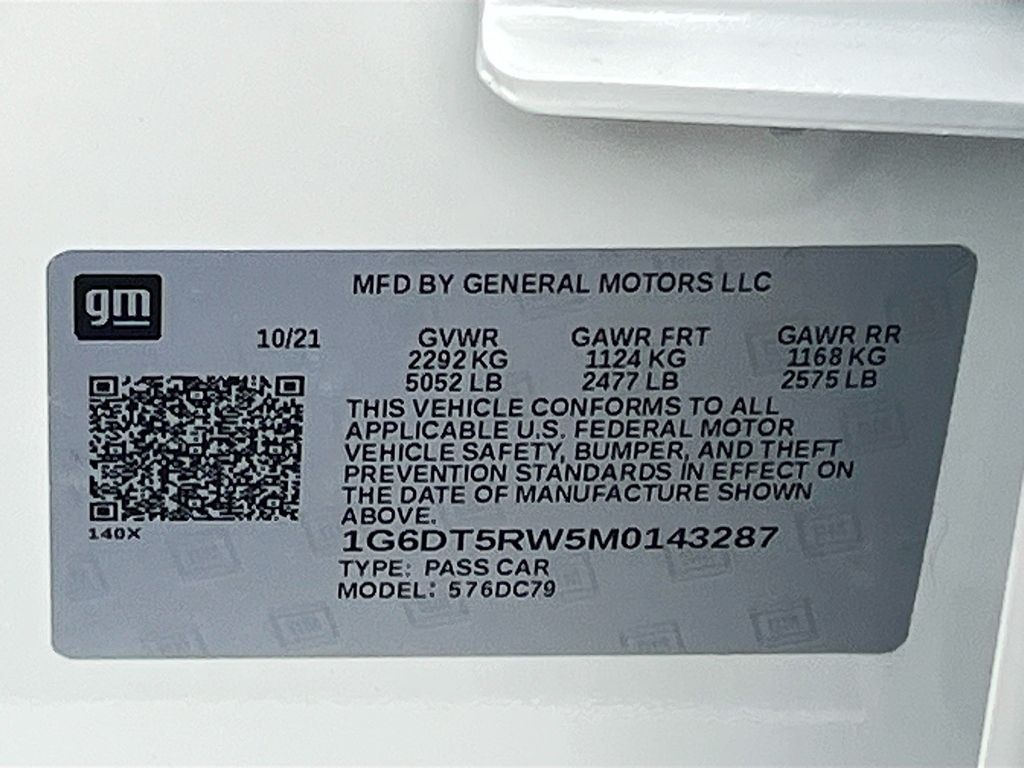 gm
MFD BY GENERAL MOTORS LLC
10/21
GVWR GAWR FRT GAWR RR
2292 KG 1124 KG 1168 KG
5052 LB 2477 LB 2575 LB
THIS VEHICLE CONFORMS TO ALL
APPLICABLE U.S. FEDERAL MOTOR
VEHICLE SAFETY, BUMPER, AND THEFT
PREVENTION STANDARDS IN EFFECT ON
THE DATE OF MANUFACTURE SHOWN
ABOVE.
140X
1G6DT5RW5M0143287
TYPE: PASS CAR
MODEL: 576DC79